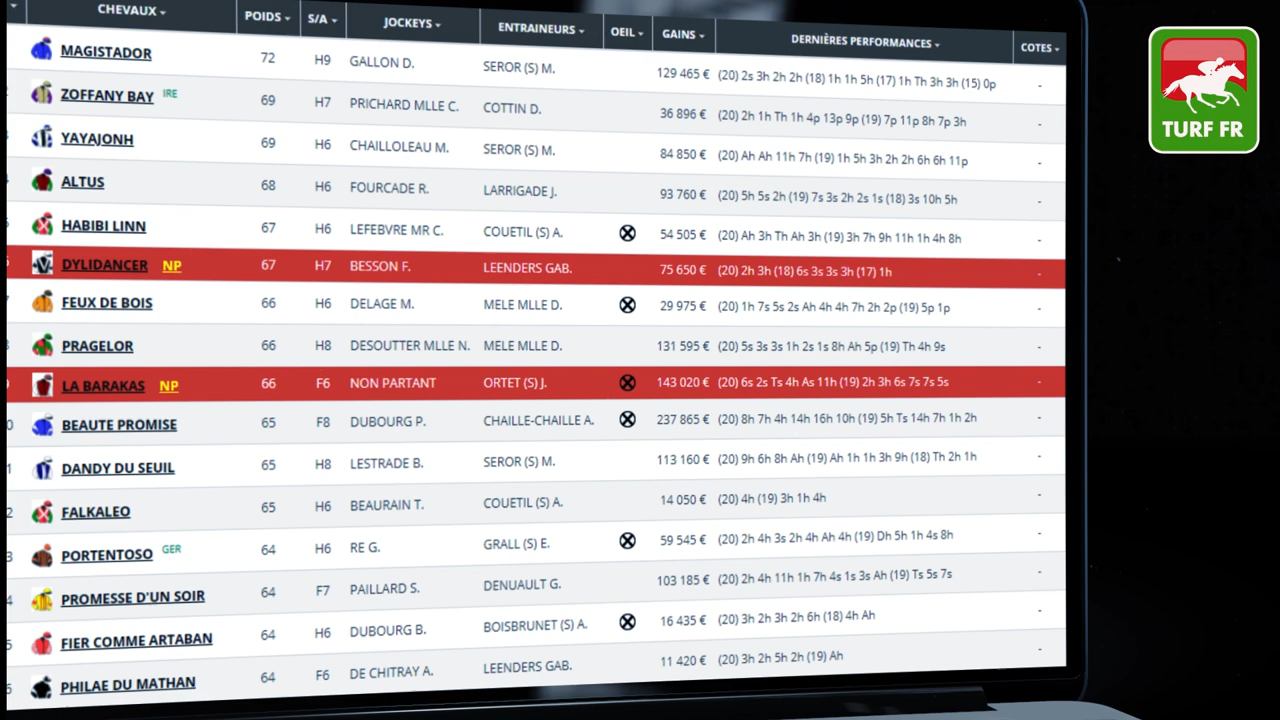 CHEVAUX POIDS S/A JOCKEYS ENTRAINEURS OEIL GAINS DERNIÈRES PERFORMANCES COTES
MAGISTADOR 72 H9 GALLON D. SEROR (S) M. 129 465 € (20) 2s 3h 2h 2h (18) 1h 1h 5h (17) 1h Th 3h 3h (15) 0p -
ZOFFANY BAY IRE 69 H7 PRICHARD MLLE C. COTTIN D. 36 896 € (20) 2h 1h Th 1h 4p 13p 9p (19) 7p 11p 8h 7p 3h -
YAYAJONH 69 H6 CHAILLOLEAU M. SEROR (S) M. 84 850 € (20) Ah Ah 11h 7h (19) 1h 5h 3h 2h 2h 6h 6h 11p -
ALTUS 68 H6 FOURCADE R. LARRIGADE J. 93 760 € (20) 5h 5s 2h (19) 7s 3s 2h 2s 1s (18) 3s 10h 5h -
HABIBI LINN 67 H6 LEFEBVRE MR C. COUETIL (S) A. 54 505 € (20) Ah 3h Th Ah 3h (19) 3h 7h 9h 11h 1h 4h 8h -
DYLIDANCER NP 67 H7 BESSON F. LEENDERS GAB. 75 650 € (20) 2h 3h (18) 6s 3s 3s 3h (17) 1h -
FEUX DE BOIS 66 H6 DELAGE M. MELE MLLE D. 29 975 € (20) 1h 7s 5s 2s Ah 4h 4h 7h 2h 2p (19) 5p 1p -
PRAGELOR 66 H8 DESOUTTER MLLE N. MELE MLLE D. 131 595 € (20) 5s 3s 3s 1h 2s 1s 8h Ah 5p (19) Th 4h 9s -
LA BARAKAS NP 66 F6 NON PARTANT ORTET (S) J. 143 020 € (20) 6s 2s Ts 4h As 11h (19) 2h 3h 6s 7s 7s 5s -
BEAUTE PROMISE 65 F8 DUBOURG P. CHAILLE-CHAILLE A. 237 865 € (20) 8h 7h 4h 14h 16h 10h (19) 5h Ts 14h 7h 1h 2h -
DANDY DU SEUIL 65 H8 LESTRADE B. SEROR (S) M. 113 160 € (20) 9h 6h 8h Ah (19) Ah 1h 1h 3h 9h (18) Th 2h 1h -
FALKALEO 65 H6 BEAURAIN T. COUETIL (S) A. 14 050 € (20) 4h (19) 3h 1h 4h -
PORTENTOSO GER 64 H6 RE G. GRALL (S) E. 59 545 € (20) 2h 4h 3s 2h 4h Ah 4h (19) Dh 5h 1h 4s 8h -
PROMESSE D'UN SOIR 64 F7 PAILLARD S. DENUAULT G. 103 185 € (20) 2h 4h 11h 1h 7h 4s 1s 3s Ah (19) Ts 5s 7s -
FIER COMME ARTABAN 64 H6 DUBOURG B. BOISBRUNET (S) A. 16 435 € (20) 3h 2h 3h 2h 6h (18) 4h Ah -
PHILAE DU MATHAN 64 F6 DE CHITRAY A. LEENDERS GAB. 11 420 € (20) 3h 2h 5h 2h (19) Ah -
TURF FR